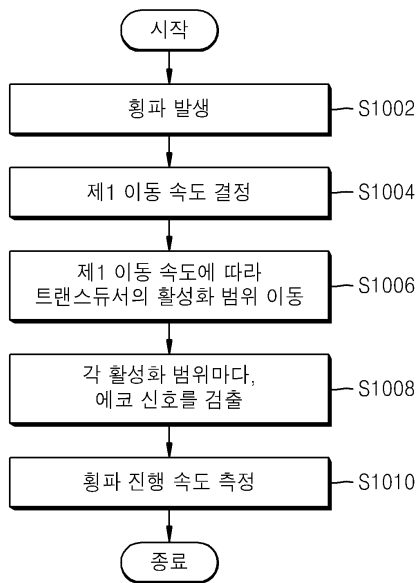 시작
횡파 발생
S1002
제1 이동 속도 결정
S1004
제1 이동 속도에 따라
트랜스듀서의 활성화 범위 이동
S1006
각 활성화 범위마다,
에코 신호를 검출
S1008
횡파 진행 속도 측정
S1010
종료